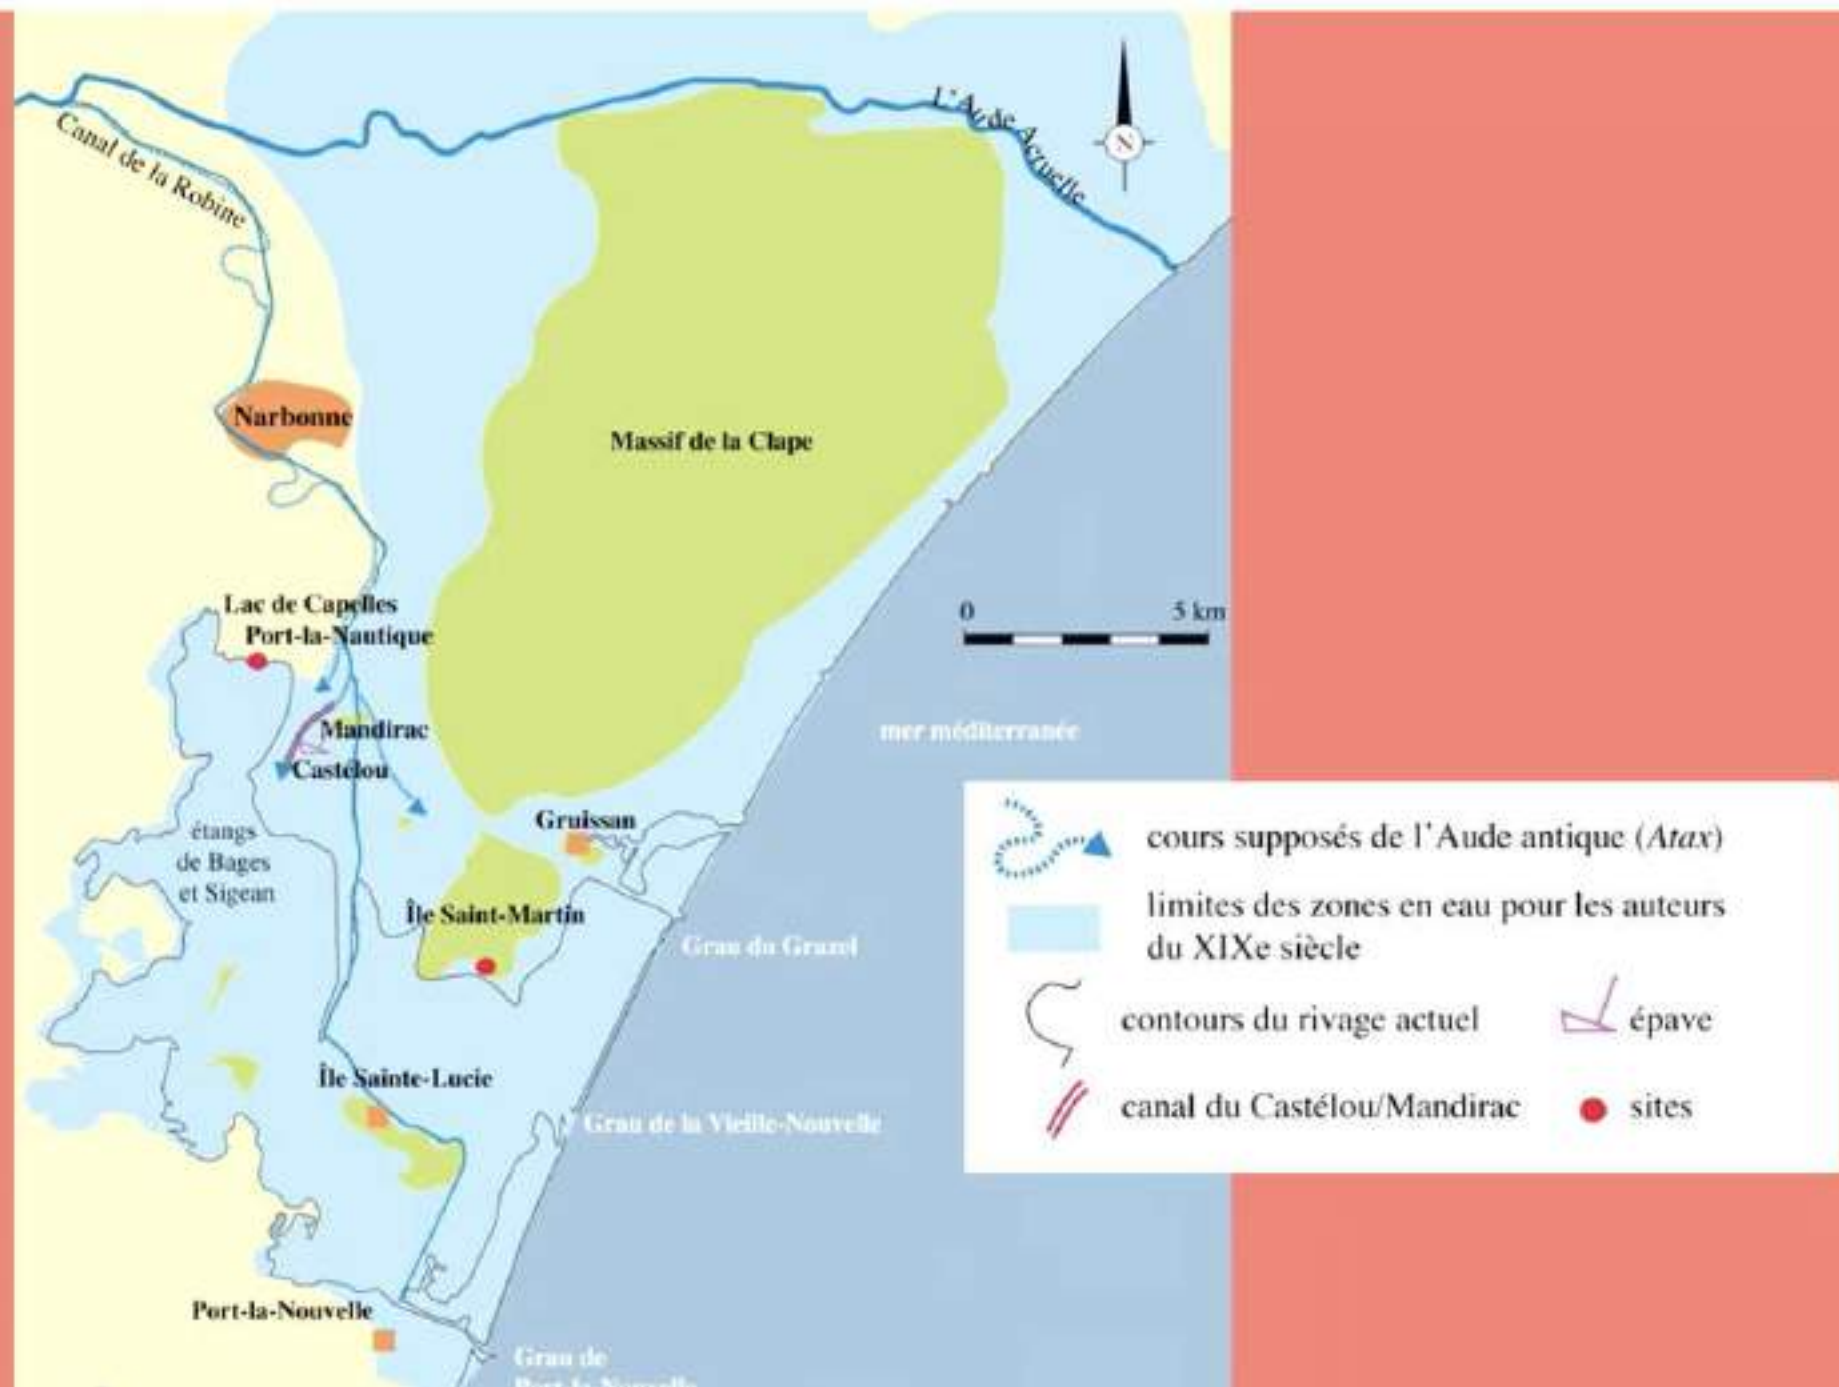 L'Aude Actuelle
Canal de la Robine
Narbonne
Massif de la Clape
Lac de Capelles
Port-la-Nautique
0 5 km
Mandirac
mer méditerranée
Castélou
Gruissan
étangs
de Bages
et Sigean
Île Saint-Martin
Grau du Grazel
Île Sainte-Lucie
Grau de la Vieille-Nouvelle
Port-la-Nouvelle
Grau de
Port-la-Nouvelle
cours supposés de l'Aude antique (Atax)
limites des zones en eau pour les auteurs
du XIXe siècle
contours du rivage actuel
épave
canal du Castélou/Mandirac
sites